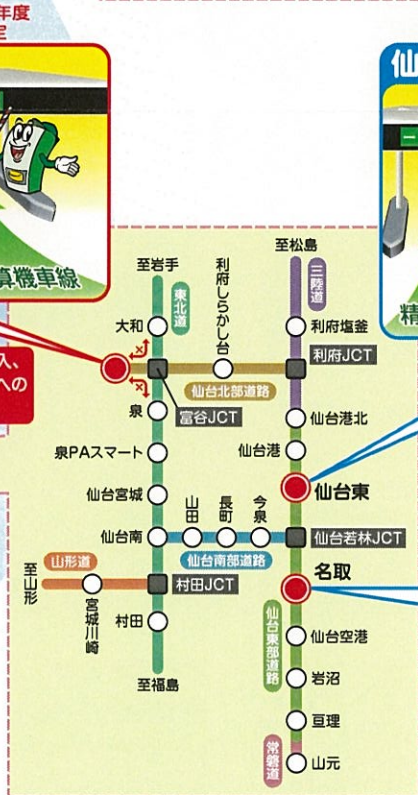 年度
定
仙
一
算機車線
精
入、
への
至岩手
利府しらかし台
至松島
東北道
三陸道
大和
利府塩釜
利府JCT
仙台北部道路
泉
富谷JCT
仙台港北
泉PAスマート
仙台港
仙台宮城
仙台東
山田
長町
今泉
仙台南
仙台若林JCT
仙台南部道路
山形道
名取
至山形
宮城川崎
村田JCT
村田
仙台東部道路
仙台空港
岩沼
至福島
亘理
常磐道
山元